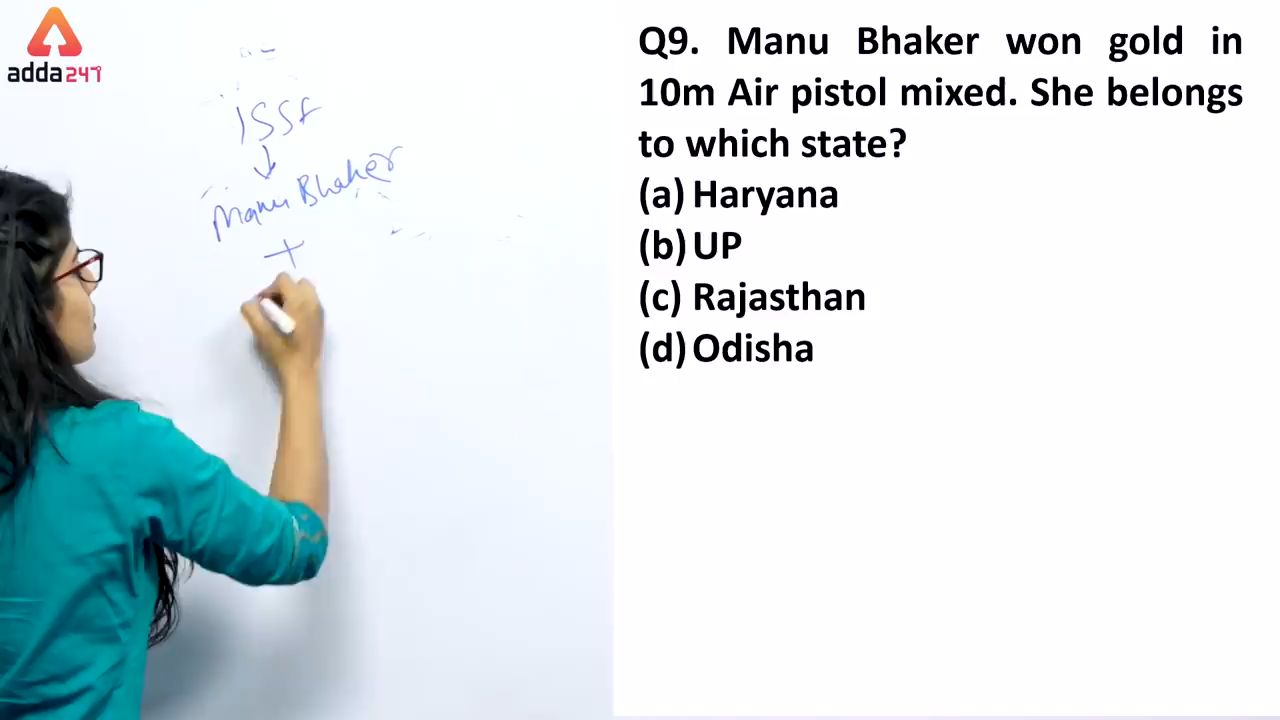 adda247
ISSF
Manu Bhaker
+
Q9. Manu Bhaker won gold in
10m Air pistol mixed. She belongs
to which state?
(a) Haryana
(b) UP
(c) Rajasthan
(d) Odisha